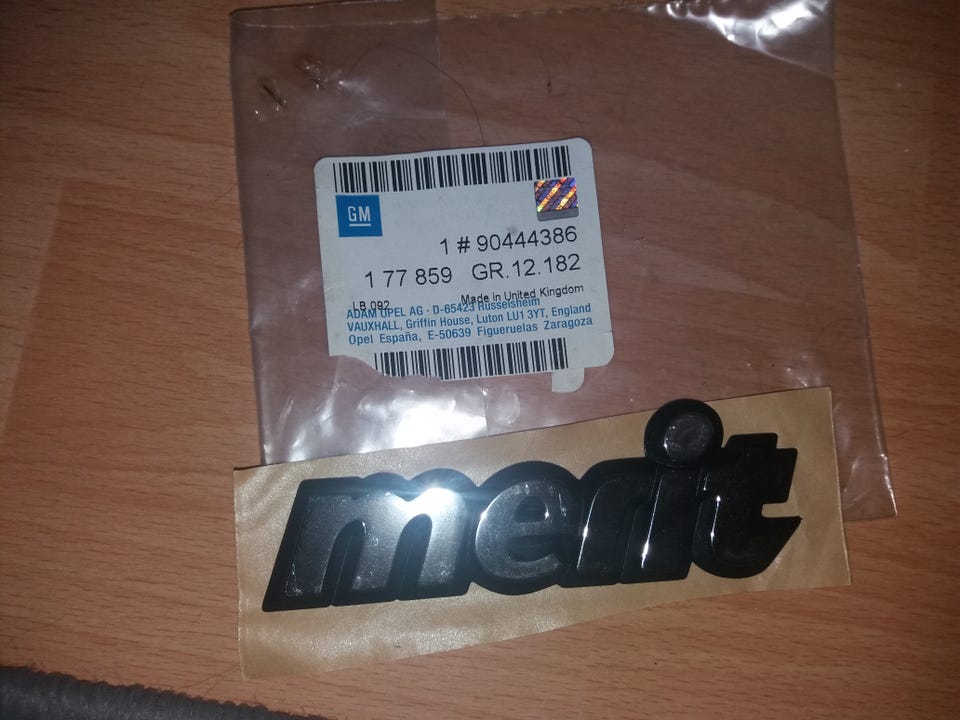 GM
1 # 90444386
1 77 859 GR.12.182
LB 092 Made in United Kingdom
ADAM OPEL AG · D-65423 Rüsselsheim
VAUXHALL, Griffin House, Luton LU1 3YT, England
Opel España, E-50639 Figueruelas Zaragoza
merit